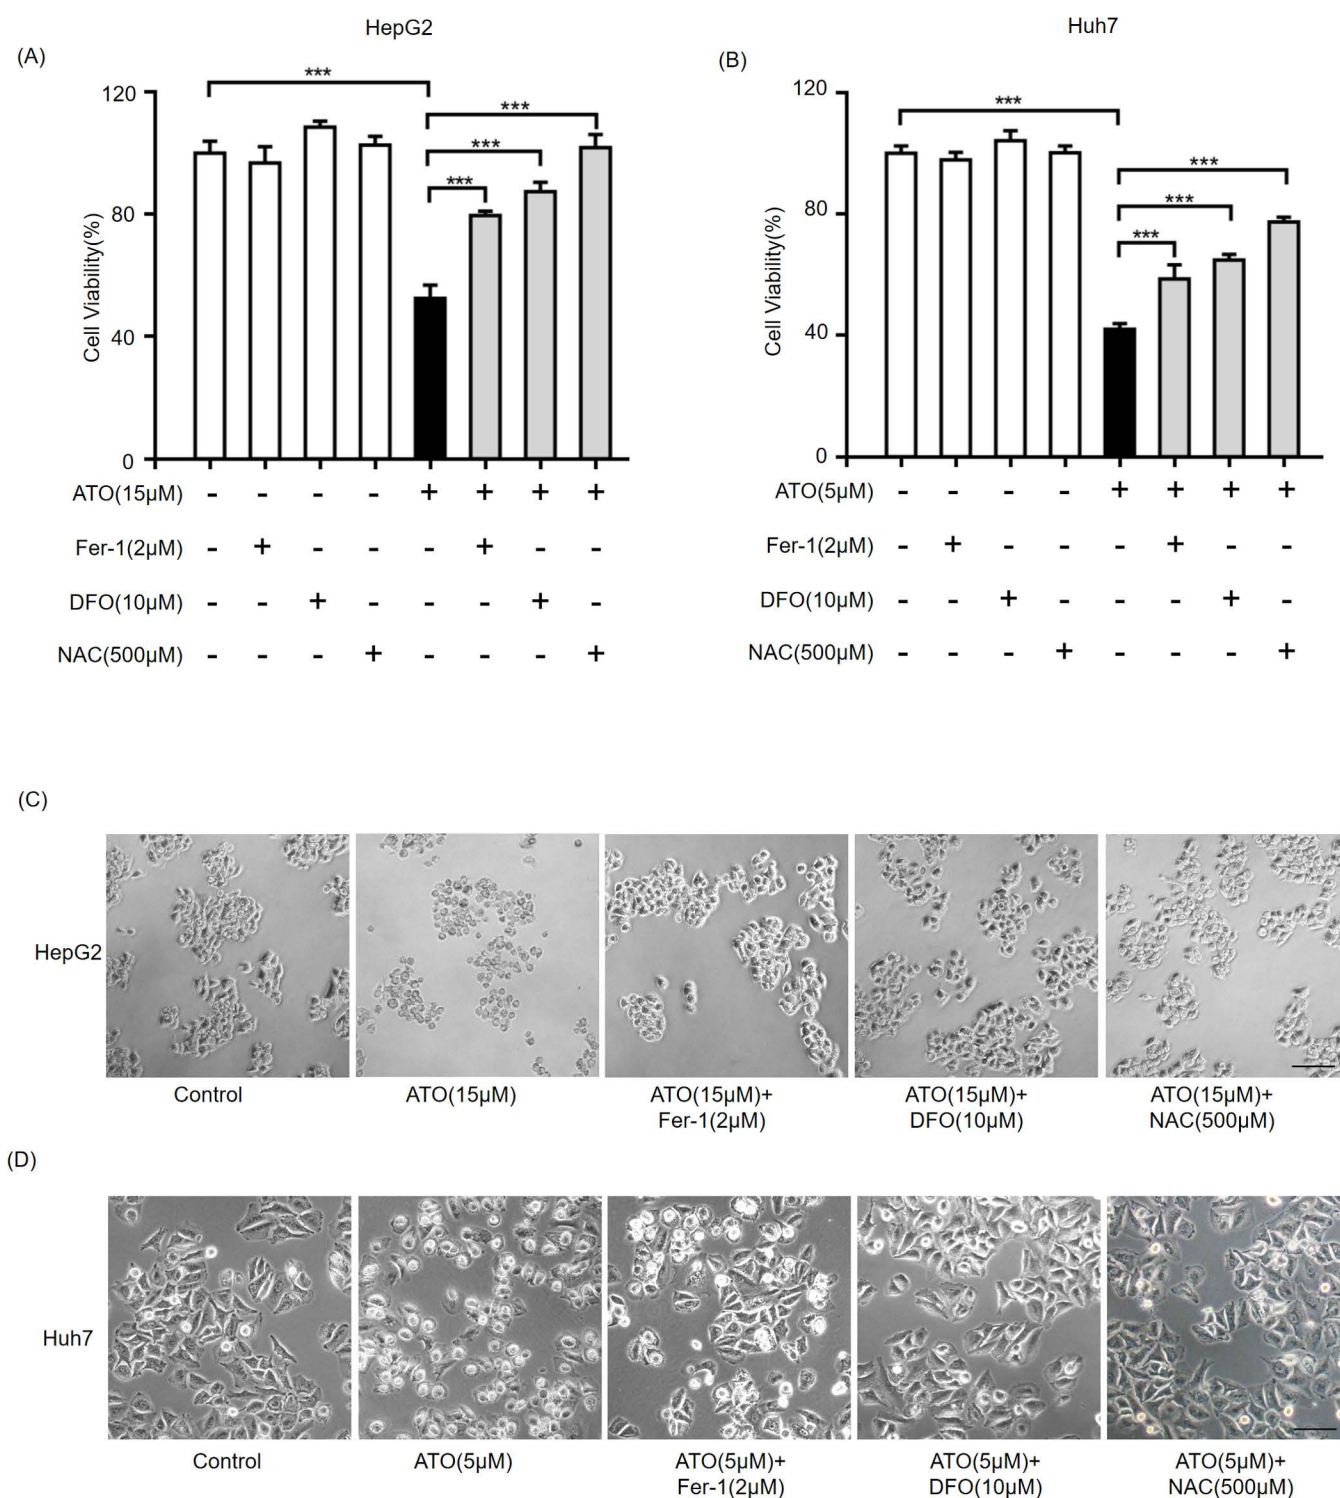 HepG2
(A)
***
***
***
***
120
80
40
0
Cell Viability(%)
ATO(15µM) - - - - + + + +
Fer-1(2µM) - + - - - + - -
DFO(10µM) - - + - - - + -
NAC(500µM) - - - + - - - +
Huh7
(B)
***
***
***
***
120
80
40
0
Cell Viability(%)
ATO(5µM) - - - - + + + +
Fer-1(2µM) - + - - - + - -
DFO(10µM) - - + - - - + -
NAC(500µM) - - - + - - - +
(C)
HepG2
Control
ATO(15µM)
ATO(15µM)+
Fer-1(2µM)
ATO(15µM)+
DFO(10µM)
ATO(15µM)+
NAC(500µM)
(D)
Huh7
Control
ATO(5µM)
ATO(5µM)+
Fer-1(2µM)
ATO(5µM)+
DFO(10µM)
ATO(5µM)+
NAC(500µM)